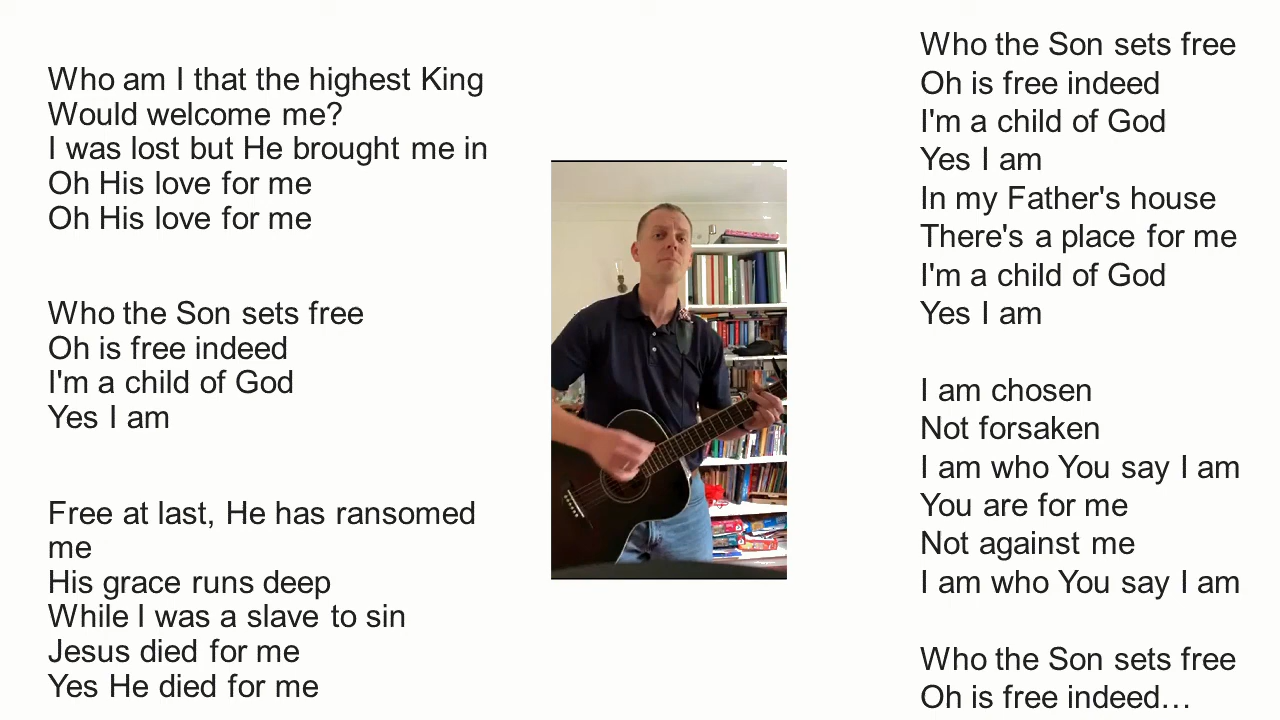 Who am I that the highest King
Would welcome me?
I was lost but He brought me in
Oh His love for me
Oh His love for me
Who the Son sets free
Oh is free indeed
I'm a child of God
Yes I am
Free at last, He has ransomed
me
His grace runs deep
While I was a slave to sin
Jesus died for me
Yes He died for me
Who the Son sets free
Oh is free indeed
I'm a child of God
Yes I am
In my Father's house
There's a place for me
I'm a child of God
Yes I am
I am chosen
Not forsaken
I am who You say I am
You are for me
Not against me
I am who You say I am
Who the Son sets free
Oh is free indeed…